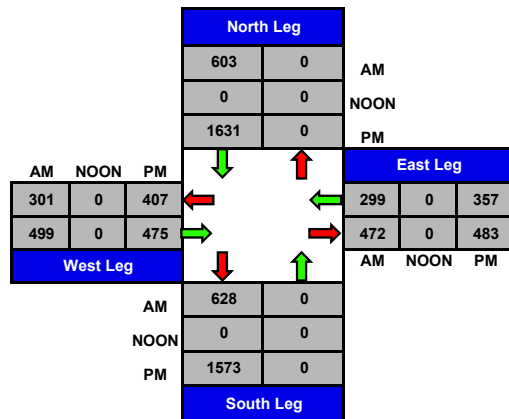 North Leg
603 0 AM
0 0 NOON
1631 0 PM
AM NOON PM East Leg
301 0 407 299 0 357
499 0 475 472 0 483
West Leg AM NOON PM
AM 628 0
NOON 0 0
PM 1573 0
South Leg